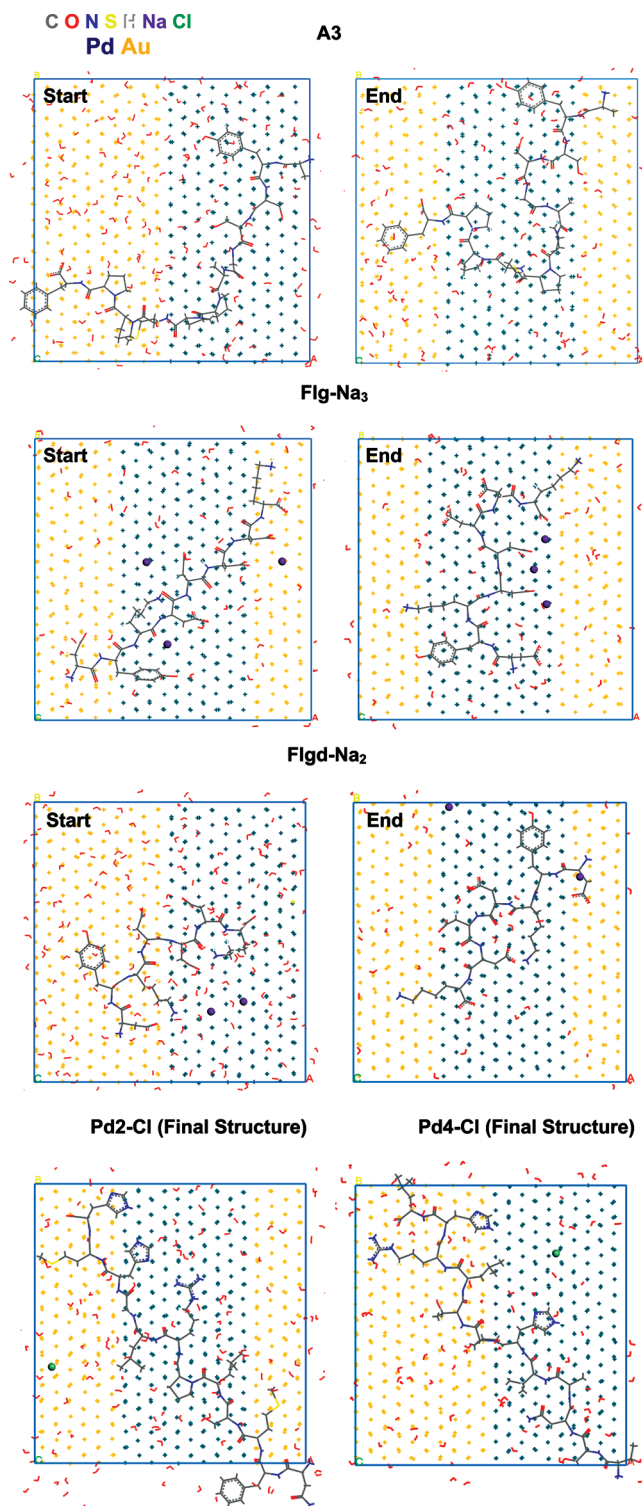 C O N S H Na Cl
Pd Au
A3
B
Start
End
B
C
A
C
A
Flg-Na3
B
Start
End
B
C
A
C
A
Flgd-Na2
B
Start
End
B
C
A
C
A
Pd2-Cl (Final Structure)
Pd4-Cl (Final Structure)
B
B
C
C